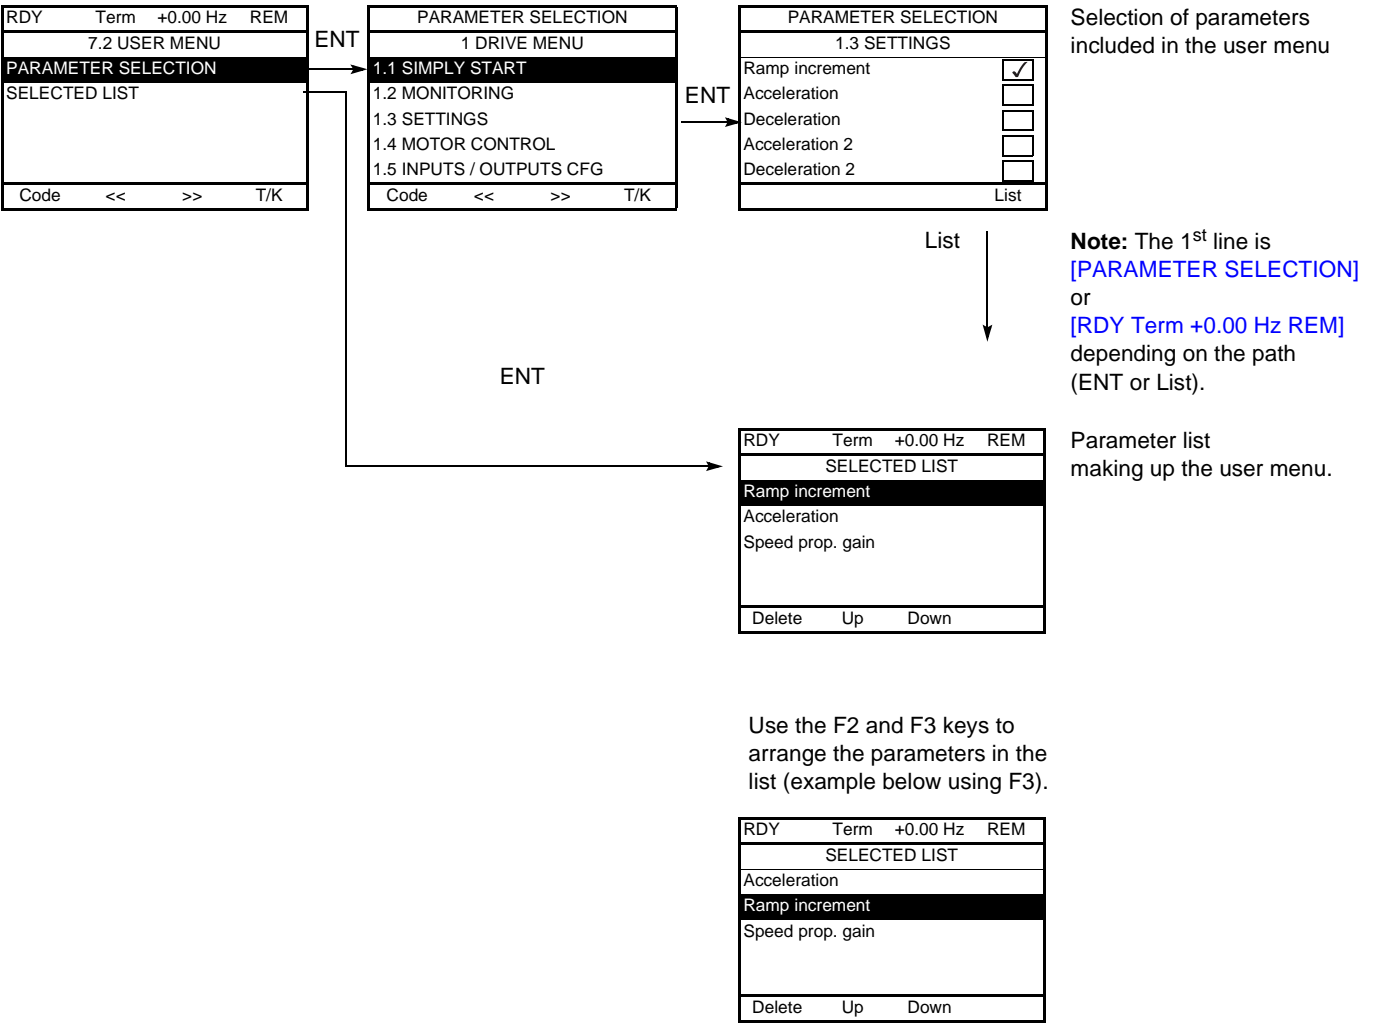 RDY Term +0.00 Hz REM
7.2 USER MENU
PARAMETER SELECTION
SELECTED LIST
Code << >> T/K
ENT
PARAMETER SELECTION
1 DRIVE MENU
1.1 SIMPLY START
1.2 MONITORING
1.3 SETTINGS
1.4 MOTOR CONTROL
1.5 INPUTS / OUTPUTS CFG
Code << >> T/K
ENT
PARAMETER SELECTION
1.3 SETTINGS
Ramp increment ✓
Acceleration
Deceleration
Acceleration 2
Deceleration 2
List
Selection of parameters
included in the user menu
List
Note: The 1st line is
[PARAMETER SELECTION]
or
[RDY Term +0.00 Hz REM]
depending on the path
(ENT or List).
ENT
RDY Term +0.00 Hz REM
SELECTED LIST
Ramp increment
Acceleration
Speed prop. gain
Delete Up Down
Parameter list
making up the user menu.
Use the F2 and F3 keys to
arrange the parameters in the
list (example below using F3).
RDY Term +0.00 Hz REM
SELECTED LIST
Acceleration
Ramp increment
Speed prop. gain
Delete Up Down